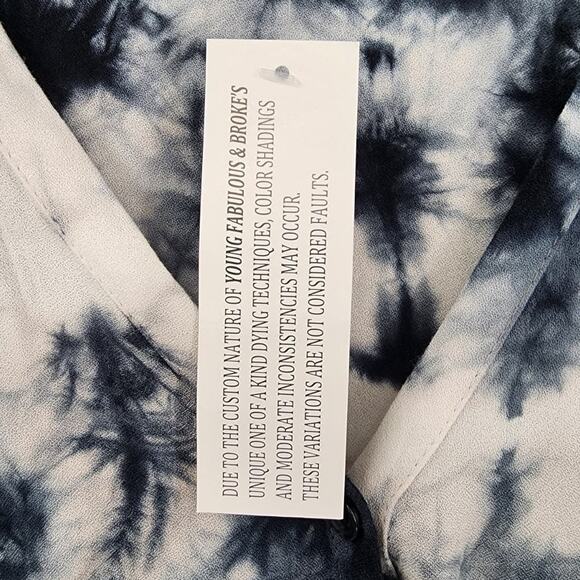 DUE TO THE CUSTOM NATURE OF YOUNG FABULOUS & BROKE'S
UNIQUE ONE OF A KIND DYING TECHNIQUES, COLOR SHADINGS
AND MODERATE INCONSISTENCIES MAY OCCUR.
THESE VARIATIONS ARE NOT CONSIDERED FAULTS.